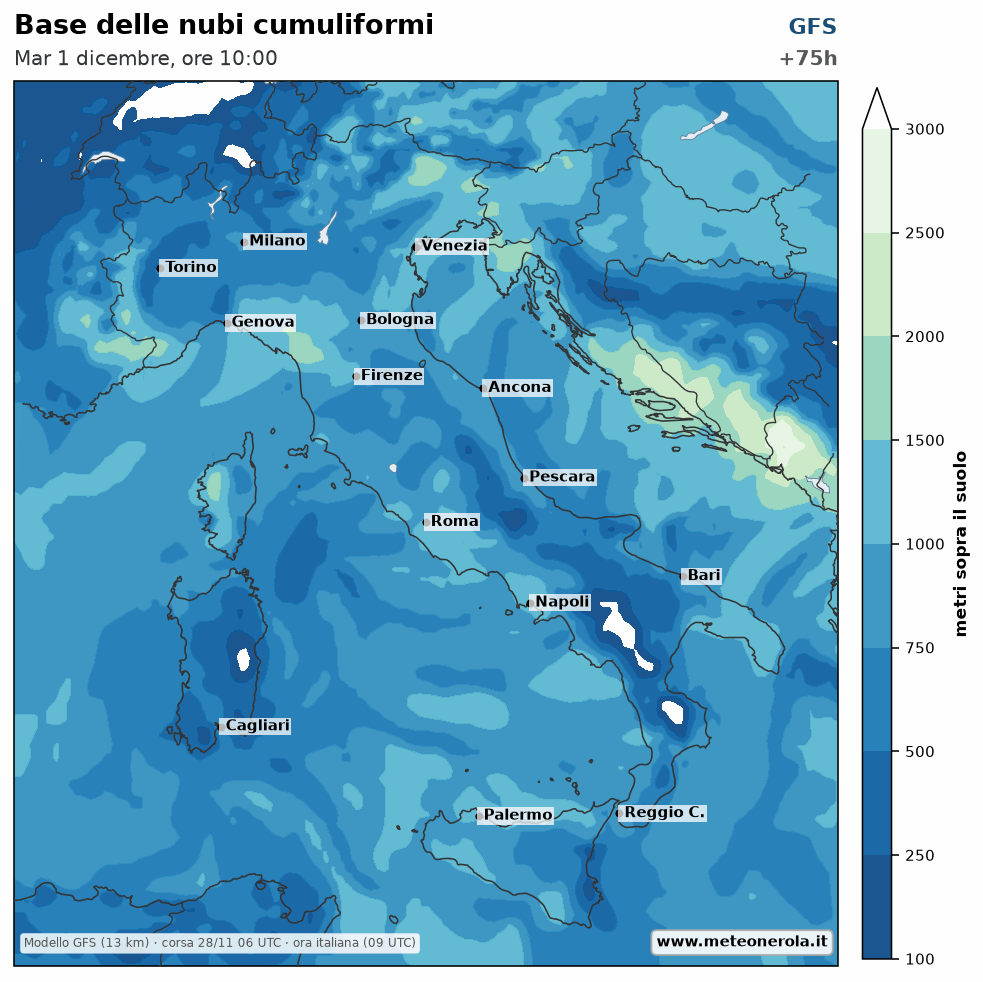 Base delle nubi cumuliformi
GFS
Mar 1 dicembre, ore 10:00
+75h
3000
2500
2000
1500
1000
750
500
250
100
metri sopra il suolo
Milano
Venezia
Torino
Genova
Bologna
Firenze
Ancona
Pescara
Roma
Bari
Napoli
Cagliari
Palermo
Reggio C.
Modello GFS (13 km) · corsa 28/11 06 UTC · ora italiana (09 UTC)
www.meteonerola.it